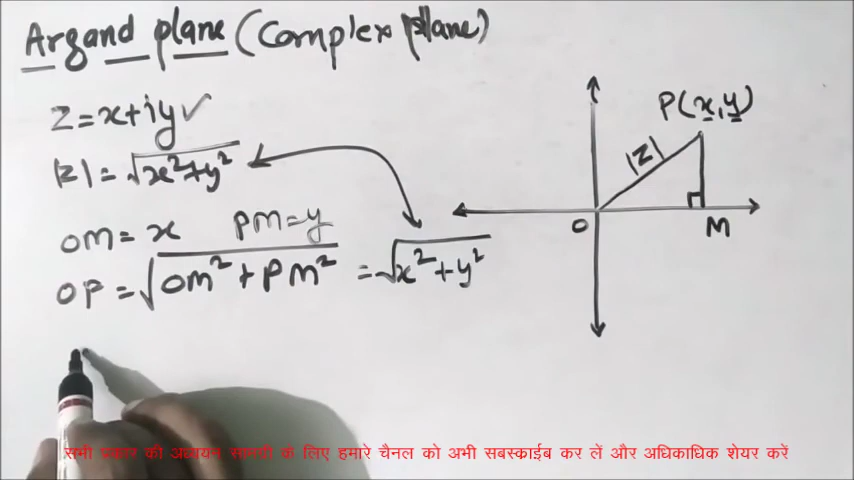 Argand plane (Complex plane)
z = x+iy ✓
|z| = √x²+y²
OM = x PM = y
OP = √OM² + PM² = √x² + y²
P(x,y)
|z|
O
M
सभी प्रकार की अध्ययन सामग्री के लिए हमारे चैनल को अभी सबस्क्राईब कर लें और अधिकाधिक शेयर करें